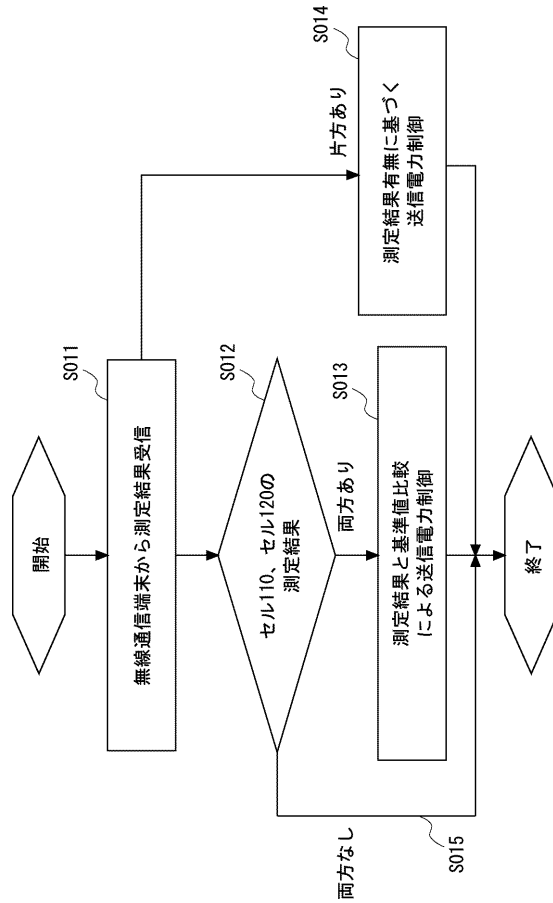 開始
無線通信端末から測定結果受信
S011
セル110、セル120の
測定結果
S012
両方なし
両方あり
片方あり
測定結果と基準値比較
による送信電力制御
S013
測定結果有無に基づく
送信電力制御
S014
S015
終了